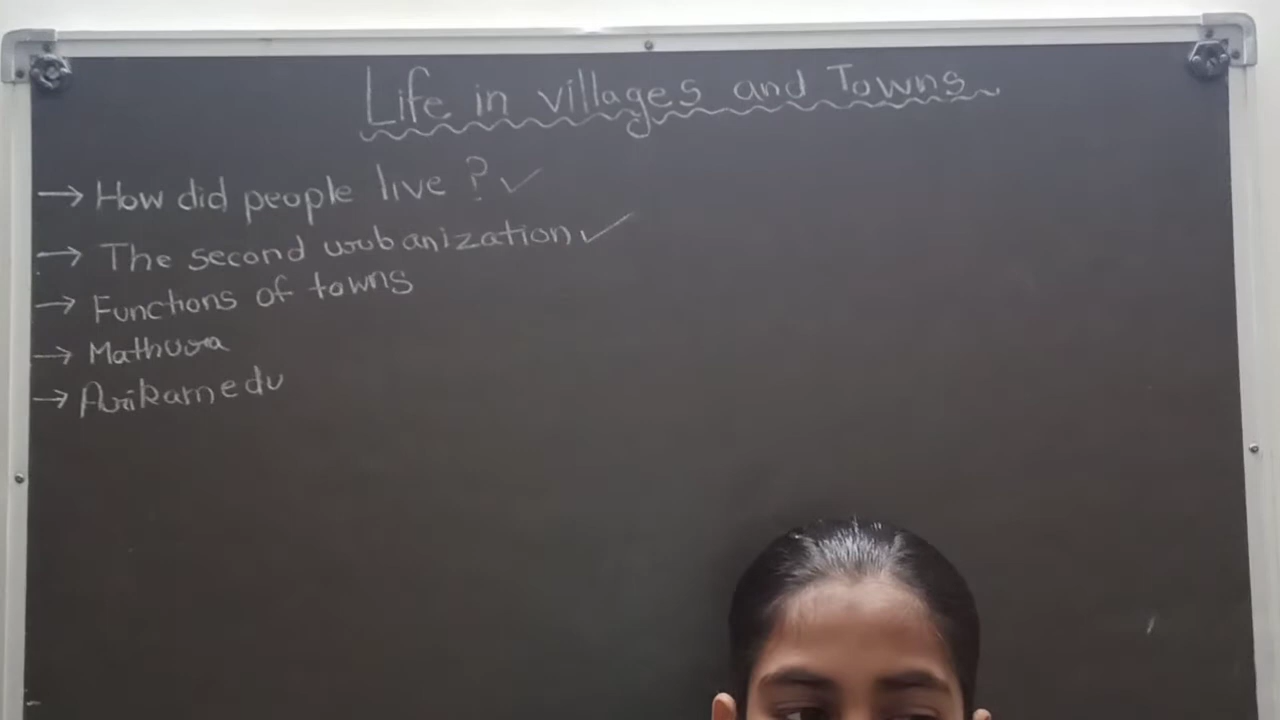 Life in villages and Towns
→ How did people live ? ✓
→ The second urbanization ✓
→ Functions of towns
→ Mathura
→ Arikamedu